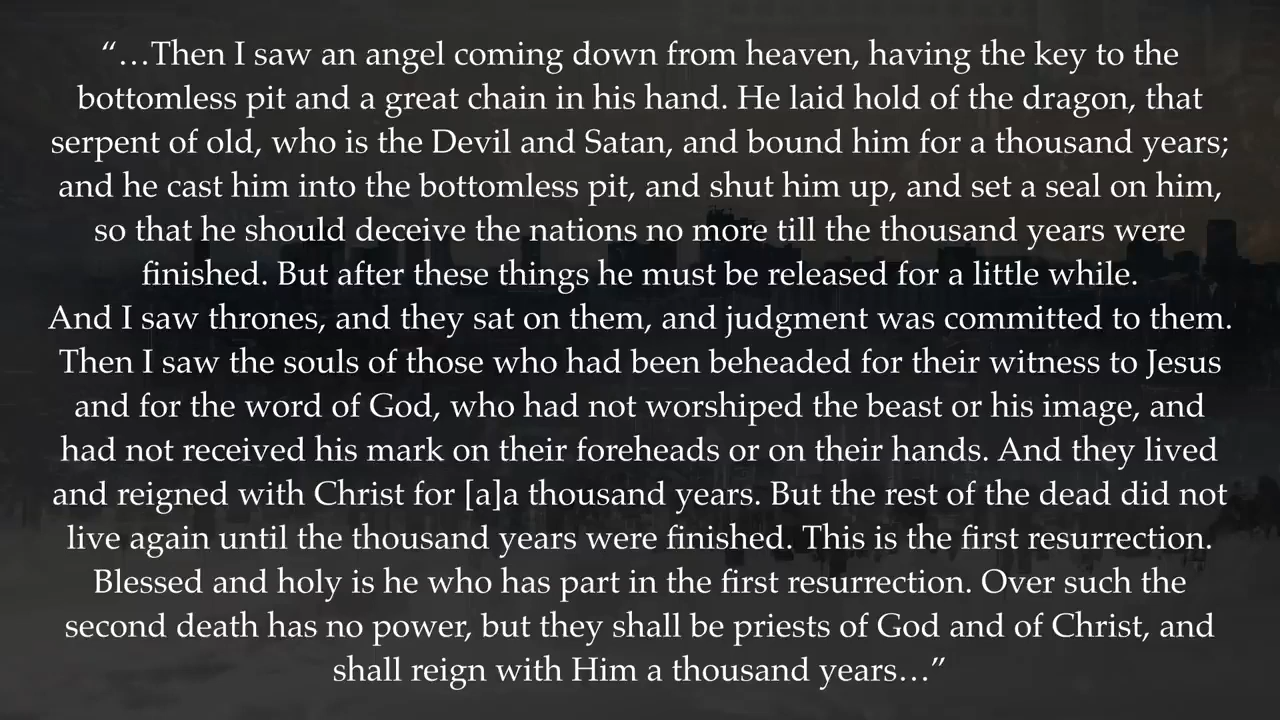 “…Then I saw an angel coming down from heaven, having the key to the
bottomless pit and a great chain in his hand. He laid hold of the dragon, that
serpent of old, who is the Devil and Satan, and bound him for a thousand years;
and he cast him into the bottomless pit, and shut him up, and set a seal on him,
so that he should deceive the nations no more till the thousand years were
finished. But after these things he must be released for a little while.
And I saw thrones, and they sat on them, and judgment was committed to them.
Then I saw the souls of those who had been beheaded for their witness to Jesus
and for the word of God, who had not worshiped the beast or his image, and
had not received his mark on their foreheads or on their hands. And they lived
and reigned with Christ for [a]a thousand years. But the rest of the dead did not
live again until the thousand years were finished. This is the first resurrection.
Blessed and holy is he who has part in the first resurrection. Over such the
second death has no power, but they shall be priests of God and of Christ, and
shall reign with Him a thousand years…”